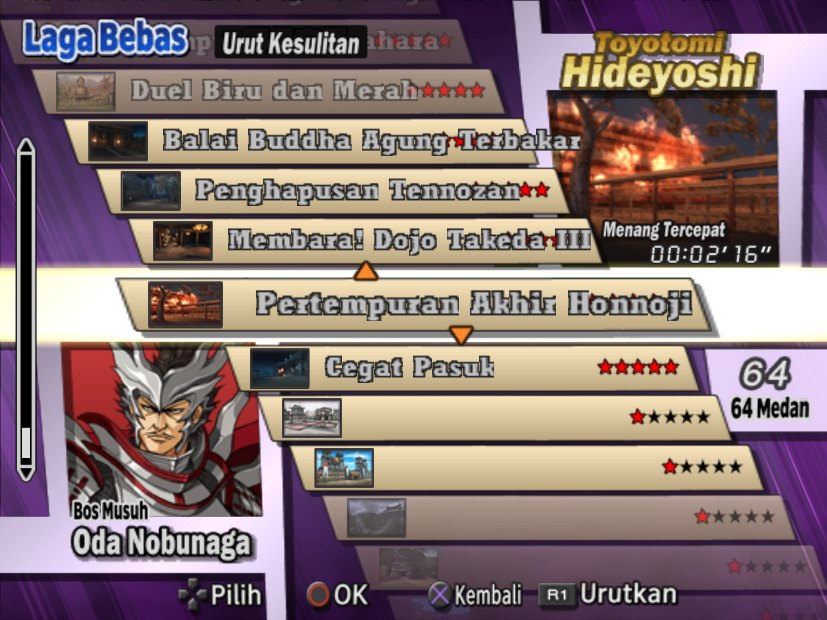 Laga Bebas
Urut Kesulitan
Toyotomi
Hideyoshi
Duel Biru dan Merah
Balai Buddha Agung Terbakar
Penghapusan Tennozan
Membara! Dojo Takeda III
Menang Tercepat
00:02'16"
Pertempuran Akhir Honnoji
Cegat Pasuk
64
64 Medan
Bos Musuh
Oda Nobunaga
Pilih
OK
Kembali
R1 Urutkan